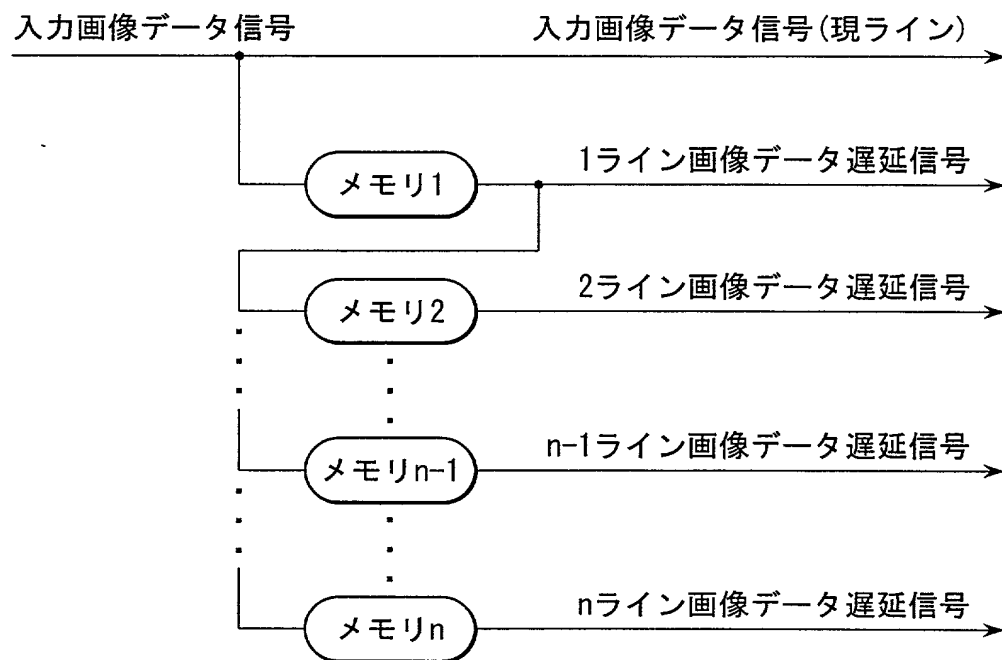 入力画像データ信号
入力画像データ信号(現ライン)
1ライン画像データ遅延信号
メモリ1
2ライン画像データ遅延信号
メモリ2
n-1ライン画像データ遅延信号
メモリn-1
nライン画像データ遅延信号
メモリn